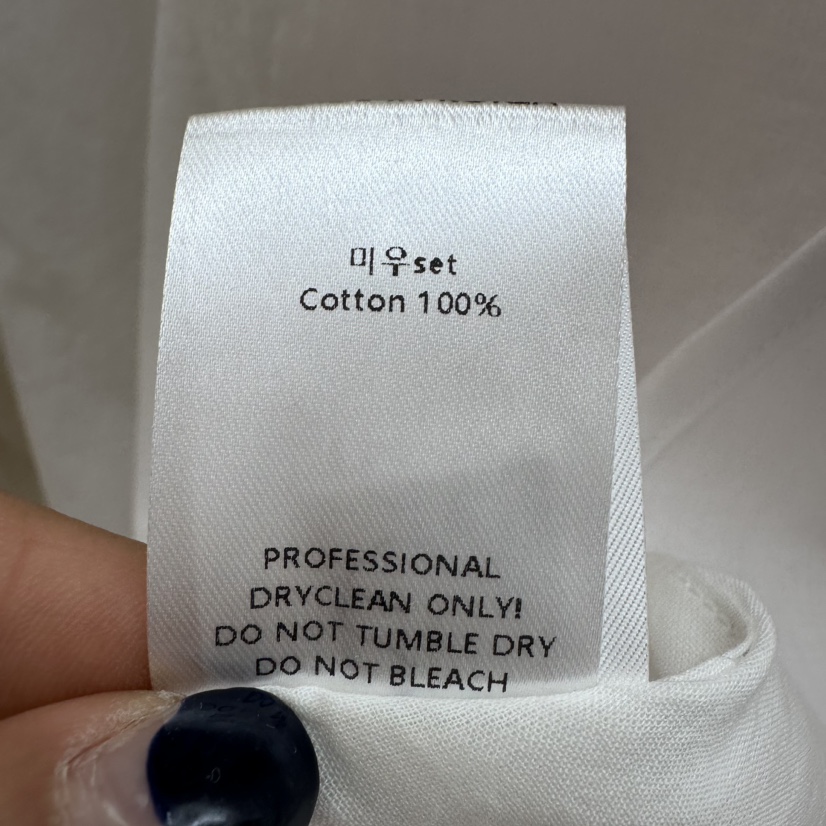 미우set
Cotton 100%
PROFESSIONAL
DRYCLEAN ONLY!
DO NOT TUMBLE DRY
DO NOT BLEACH